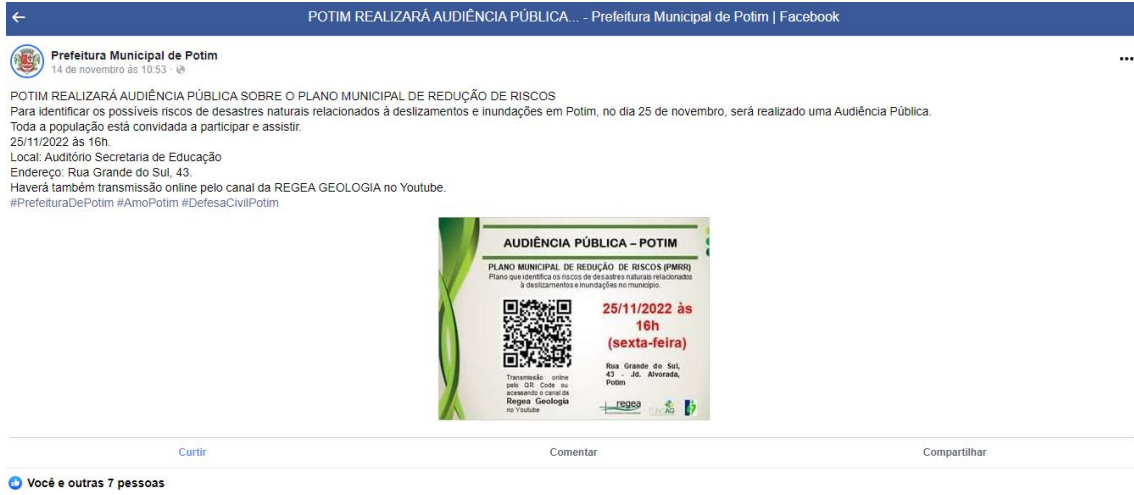 POTIM REALIZARÁ AUDIÊNCIA PÚBLICA... - Prefeitura Municipal de Potim | Facebook
Prefeitura Municipal de Potim
14 de novembro às 10:53 ·
POTIM REALIZARÁ AUDIÊNCIA PÚBLICA SOBRE O PLANO MUNICIPAL DE REDUÇÃO DE RISCOS
Para identificar os possíveis riscos de desastres naturais relacionados à deslizamentos e inundações em Potim, no dia 25 de novembro, será realizado uma Audiência Pública.
Toda a população está convidada a participar e assistir.
25/11/2022 às 16h.
Local: Auditório Secretaria de Educação
Endereço: Rua Grande do Sul, 43.
Haverá também transmissão online pelo canal da REGEA GEOLOGIA no Youtube.
#PrefeituraDePotim #AmoPotim #DefesaCivilPotim
AUDIÊNCIA PÚBLICA – POTIM
PLANO MUNICIPAL DE REDUÇÃO DE RISCOS (PMRR)
Plano que identifica os riscos de desastres naturais relacionados
à deslizamentos e inundações no município.
25/11/2022 às
16h
(sexta-feira)
Rua Grande do Sul,
43 - Jd. Alvorada,
Potim
Transmissão online
pelo QR Code ou
acessando o canal da
Regea Geologia
no Youtube
regea
Curtir
Comentar
Compartilhar
Você e outras 7 pessoas